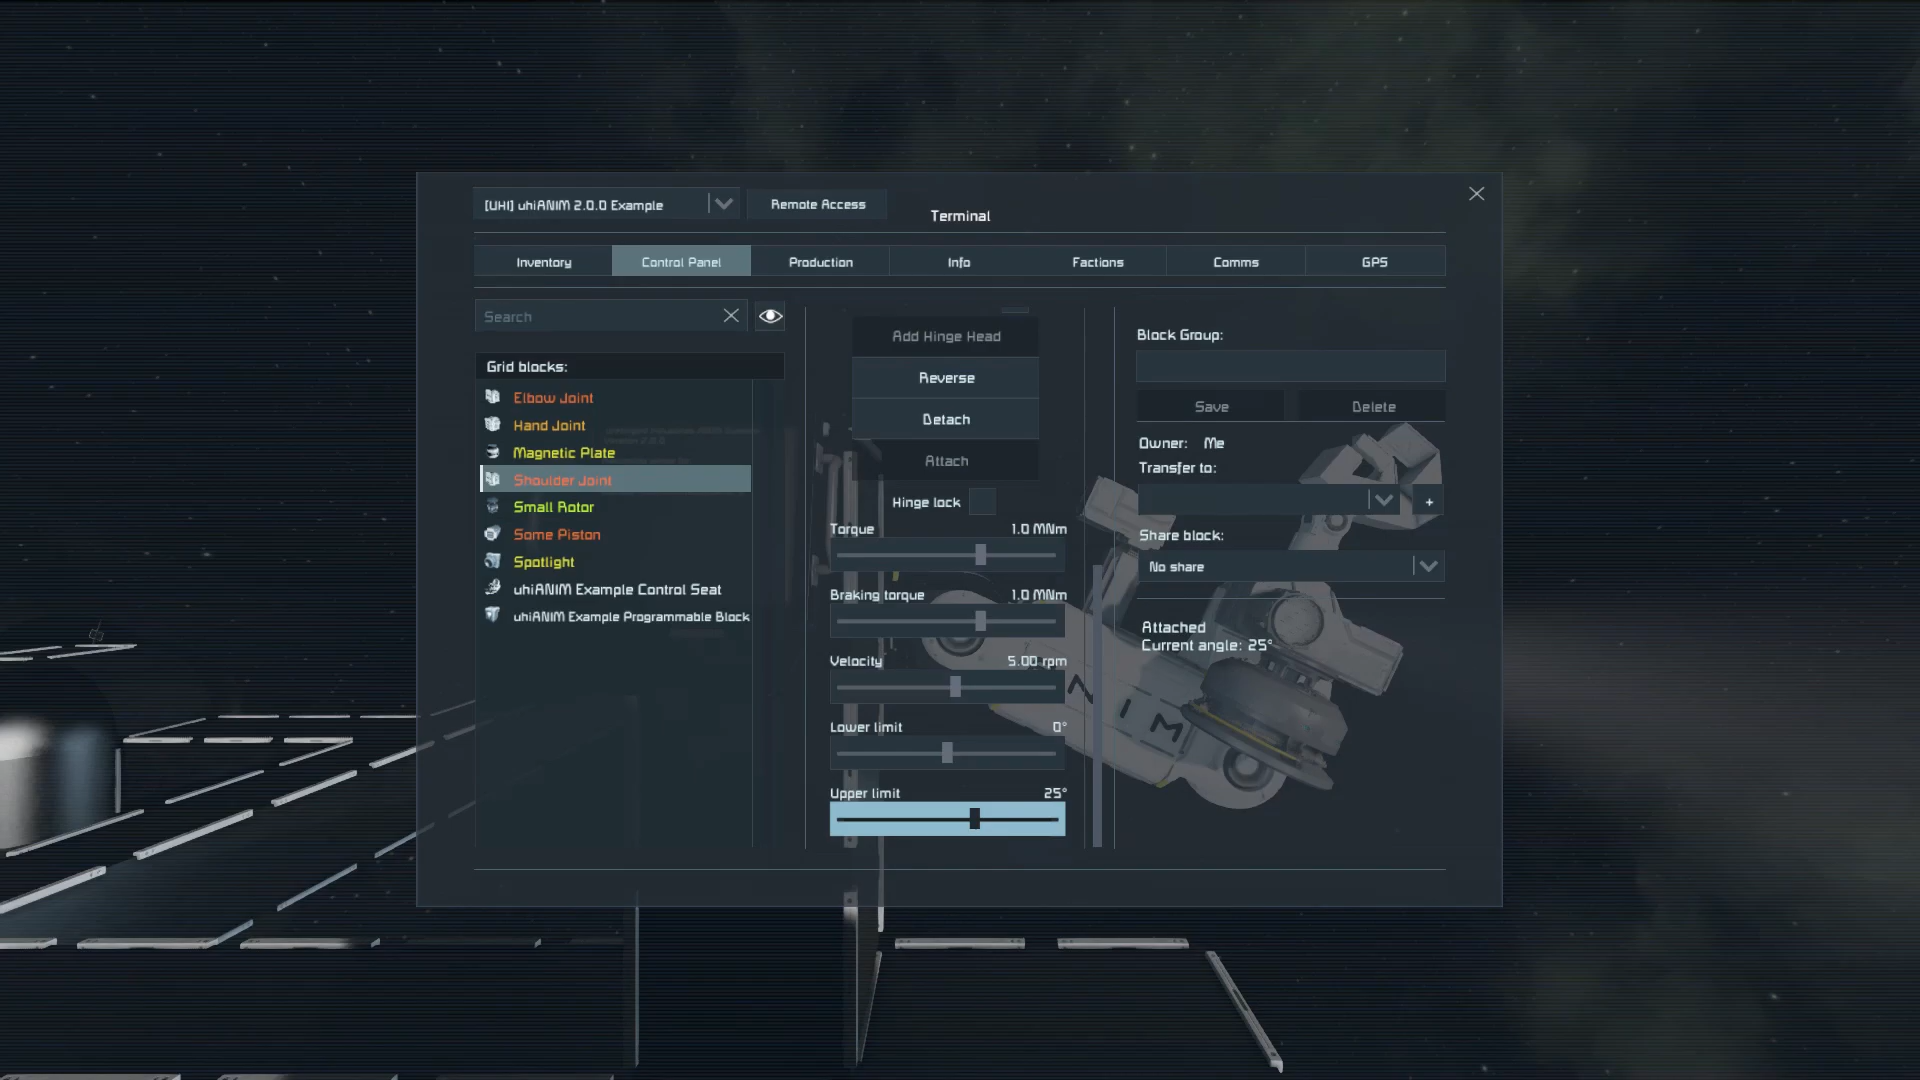 [UHI] uhiANIM 2.0.0 Example
Remote Access
Terminal
Inventory
Control Panel
Production
Info
Factions
Comms
GPS
Search
Grid blocks:
Elbow Joint
Hand Joint
Magnetic Plate
Shoulder Joint
Small Rotor
Some Piston
Spotlight
uhiANIM Example Control Seat
uhiANIM Example Programmable Block
Add Hinge Head
Reverse
Detach
Attach
Hinge lock
Torque 1.0 MNm
Braking torque 1.0 MNm
Velocity 5.00 rpm
Lower limit 0°
Upper limit 25°
Block Group:
Save
Delete
Owner: Me
Transfer to:
+
Share block:
No share
Attached
Current angle: 25°
N I M